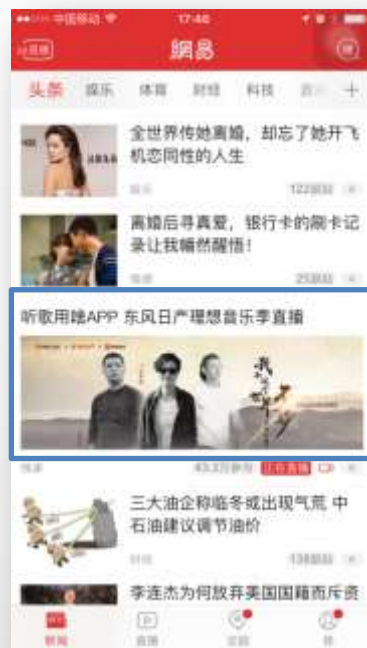 中国移动
17:46
網易
头条 娱乐 体育 财经 科技
全世界传她离婚，却忘了她开飞
机恋同性的人生
娱乐
离婚后寻真爱，银行卡的刷卡记
录让我幡然醒悟！
听歌用啥APP 东风日产理想音乐季直播
正在直播
三大油企称临冬或出现气荒 中
石油建议调节油价
财经
李连杰为何放弃美国国籍而斥资
新闻 直播 我